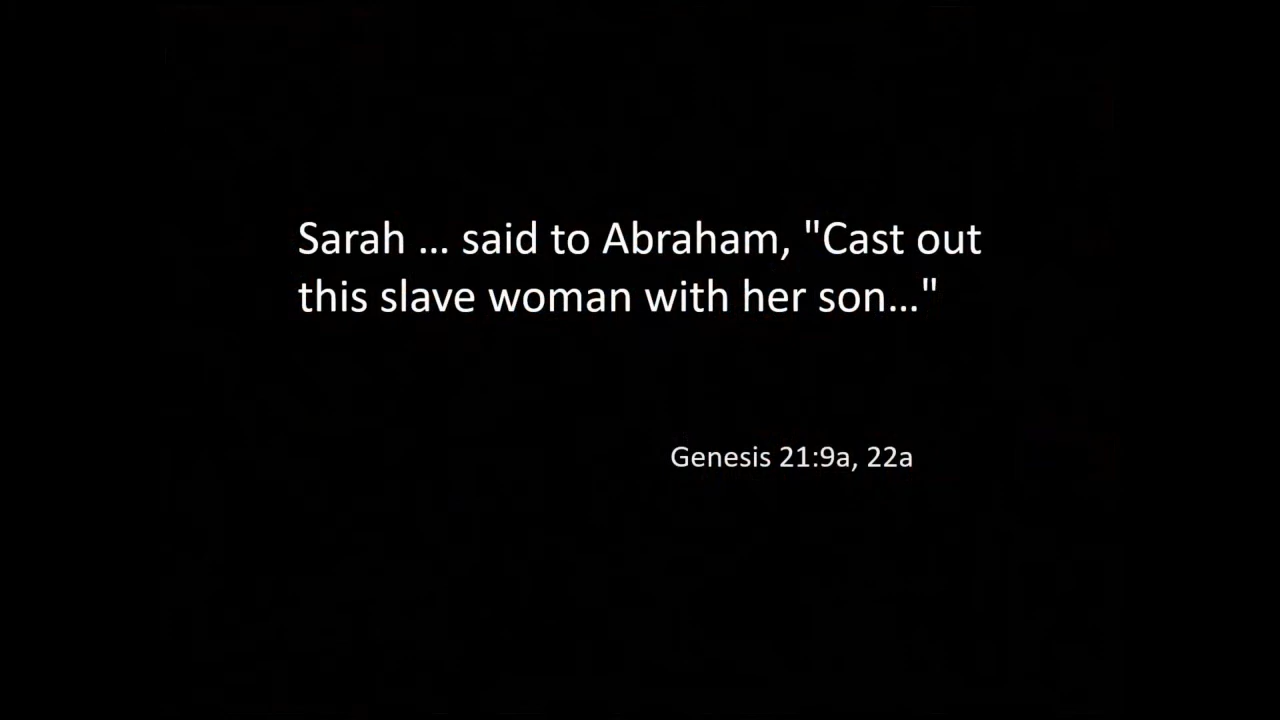 Sarah … said to Abraham, "Cast out
this slave woman with her son…"
Genesis 21:9a, 22a